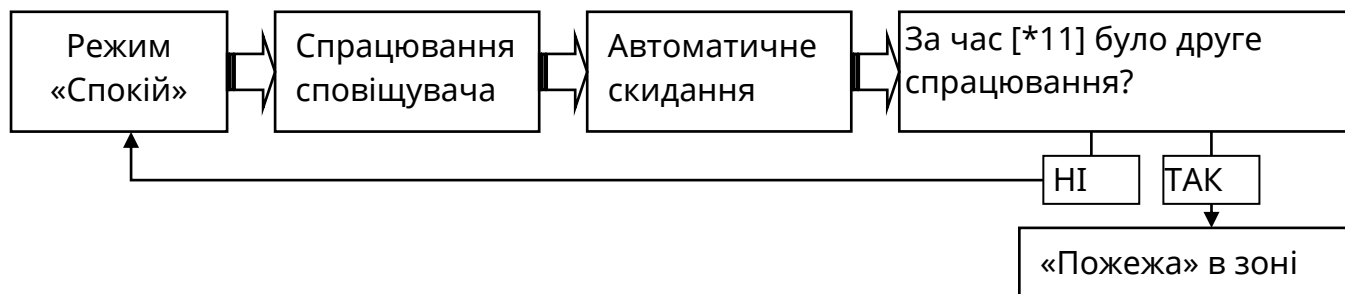 Режим
«Спокій»
Спрацювання
сповіщувача
Автоматичне
скидання
За час [*11] було друге
спрацювання?
НІ
ТАК
«Пожежа» в зоні